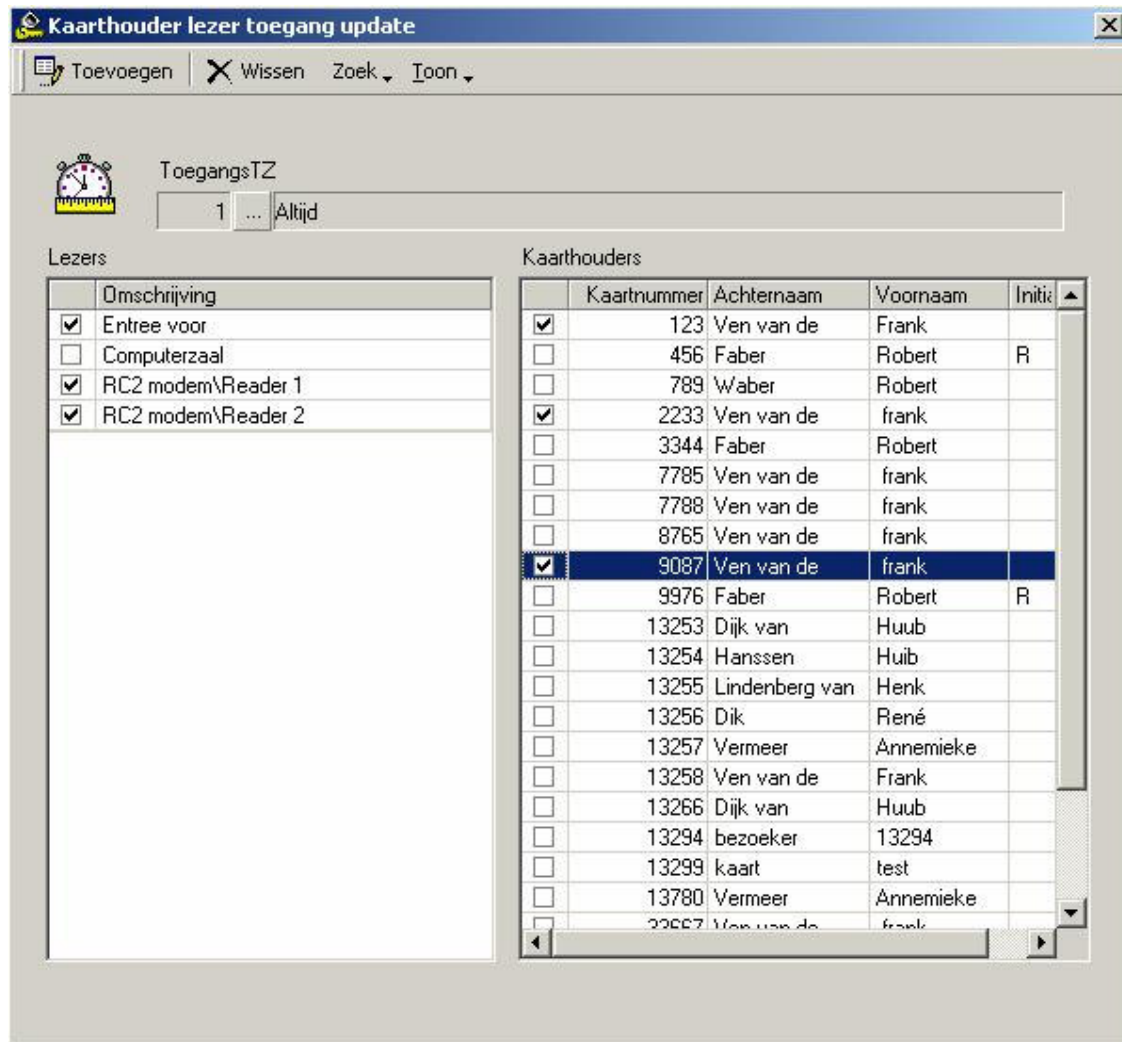 Kaarthouder lezer toegang update
Toevoegen Wissen Zoek Toon
ToegangsTZ
1 ... Altijd
Lezers
Omschrijving
Entree voor
Computerzaal
RC2 modem\Reader 1
RC2 modem\Reader 2
Kaarthouders
Kaartnummer Achternaam Voornaam Initia
123 Ven van de Frank
456 Faber Robert R
789 Waber Robert
2233 Ven van de frank
3344 Faber Robert
7785 Ven van de frank
7788 Ven van de frank
8765 Ven van de frank
9087 Ven van de frank
9976 Faber Robert R
13253 Dijk van Huub
13254 Hanssen Huib
13255 Lindenberg van Henk
13256 Dik René
13257 Vermeer Annemieke
13258 Ven van de Frank
13266 Dijk van Huub
13294 bezoeker 13294
13299 kaart test
13780 Vermeer Annemieke
Ven van de frank